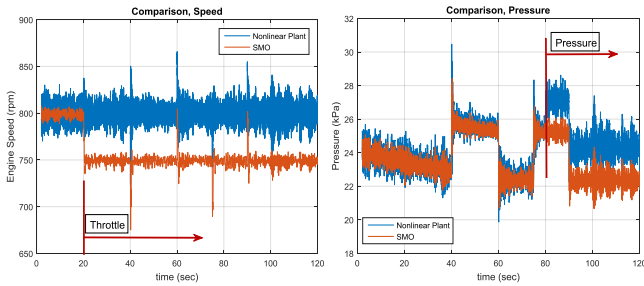 Comparison, Speed
900
850
800
750
700
650
Engine Speed (rpm)
Nonlinear Plant
SMO
Throttle
0 20 40 60 80 100 120
time (sec)
Comparison, Pressure
32
30
28
26
24
22
20
18
Pressure (kPa)
Pressure
Nonlinear Plant
SMO
0 20 40 60 80 100 120
time (sec)